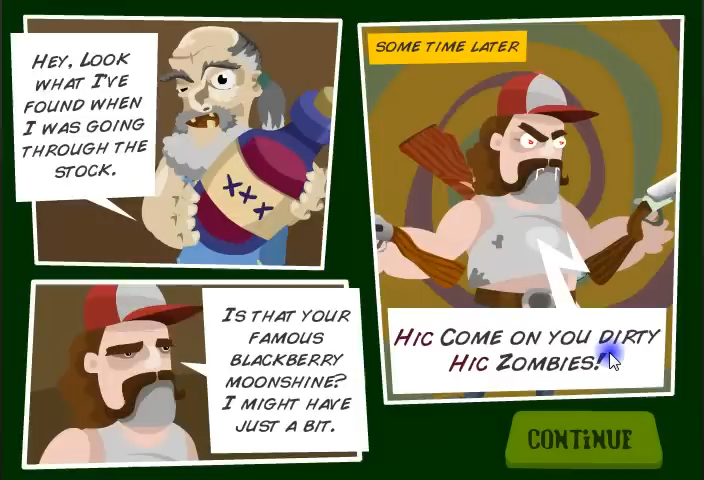 Hey, Look
what I've
found when
I was going
through the
stock.
XXX
Is that your
famous
blackberry
moonshine?
I might have
just a bit.
Some time later
Hic Come on you dirty
Hic Zombies!
Continue